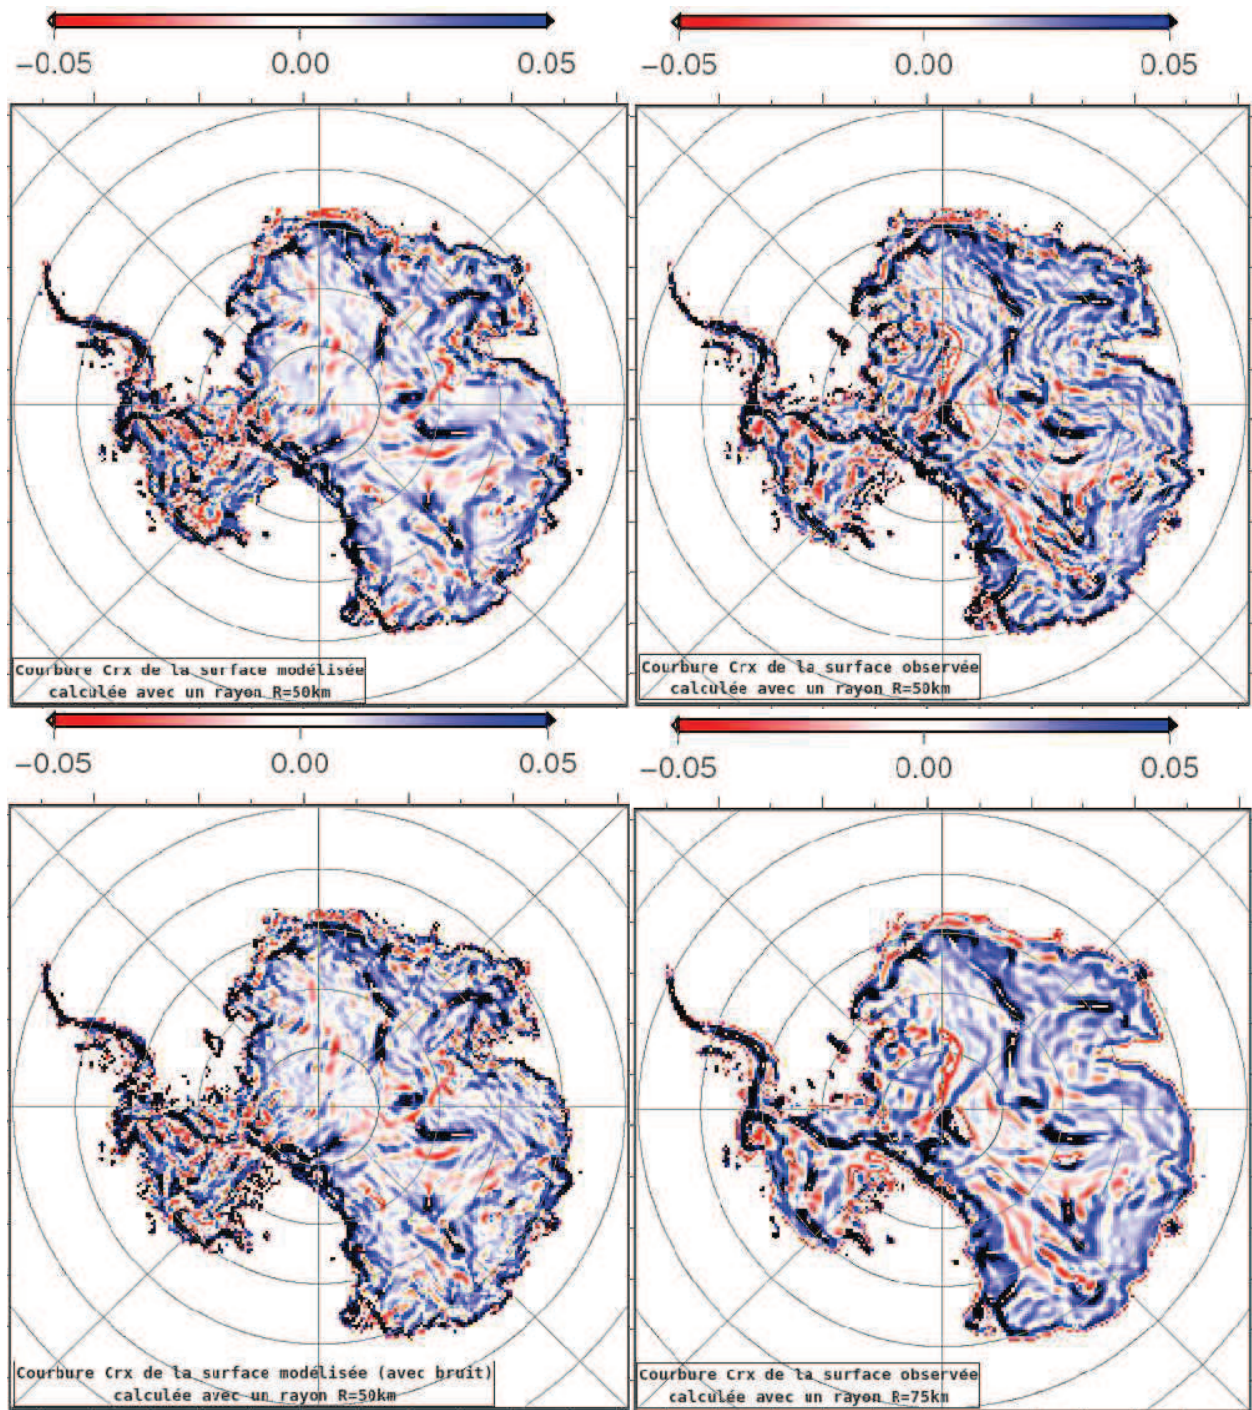 −0.05 0.00 0.05
−0.05 0.00 0.05
Courbure Crx de la surface modélisée
calculée avec un rayon R=50km
Courbure Crx de la surface observée
calculée avec un rayon R=50km
−0.05 0.00 0.05
−0.05 0.00 0.05
Courbure Crx de la surface modélisée (avec bruit)
calculée avec un rayon R=50km
Courbure Crx de la surface observée
calculée avec un rayon R=75km